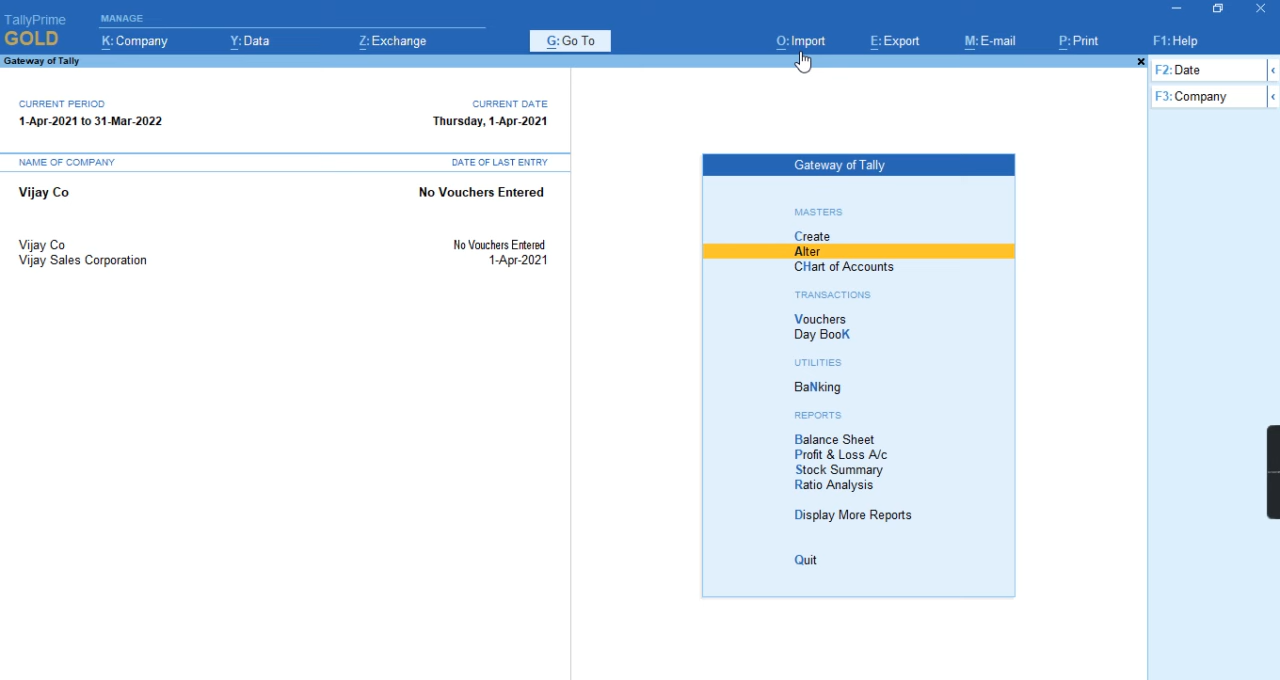 TallyPrime
GOLD
MANAGE
K: Company
Y: Data
Z: Exchange
G: Go To
O: Import
E: Export
M: E-mail
P: Print
F1: Help
Gateway of Tally
F2: Date
F3: Company
CURRENT PERIOD
CURRENT DATE
1-Apr-2021 to 31-Mar-2022
Thursday, 1-Apr-2021
NAME OF COMPANY
DATE OF LAST ENTRY
Vijay Co
No Vouchers Entered
Vijay Co
No Vouchers Entered
Vijay Sales Corporation
1-Apr-2021
Gateway of Tally
MASTERS
Create
Alter
CHart of Accounts
TRANSACTIONS
Vouchers
Day BooK
UTILITIES
BaNking
REPORTS
Balance Sheet
Profit & Loss A/c
Stock Summary
Ratio Analysis
Display More Reports
Quit